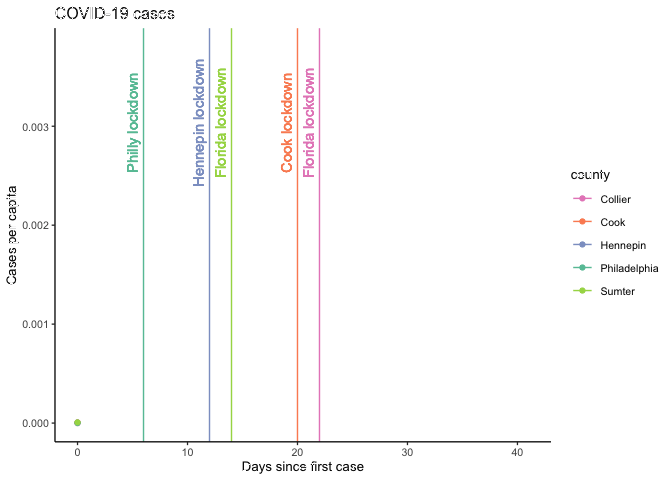 COVID-19 cases
Cases per capita
0.003
0.002
0.001
0.000
Philly lockdown
Hennepin lockdown
Florida lockdown
Cook lockdown
Florida lockdown
0
10
20
30
40
Days since first case
county
Collier
Cook
Hennepin
Philadelphia
Sumter